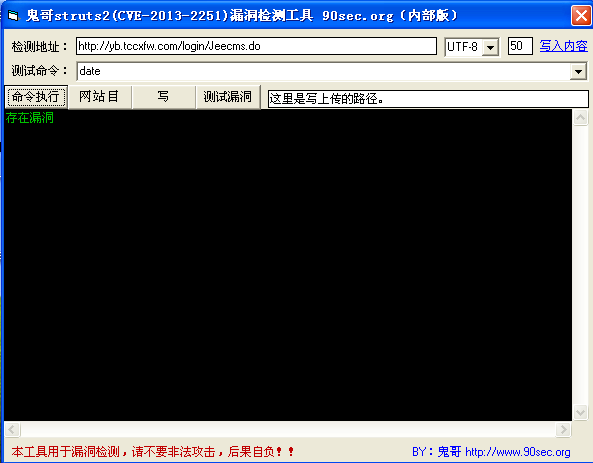 鬼哥struts2(CVE-2013-2251)漏洞检测工具 90sec.org（内部版）
检测地址： http://yb.tccxfw.com/login/Jeecms.do UTF-8 50 写入内容
测试命令： date
命令执行 网站目 写 测试漏洞 这里是写上传的路径。
存在漏洞
本工具用于漏洞检测，请不要非法攻击，后果自负！！ BY：鬼哥 http://www.90sec.org